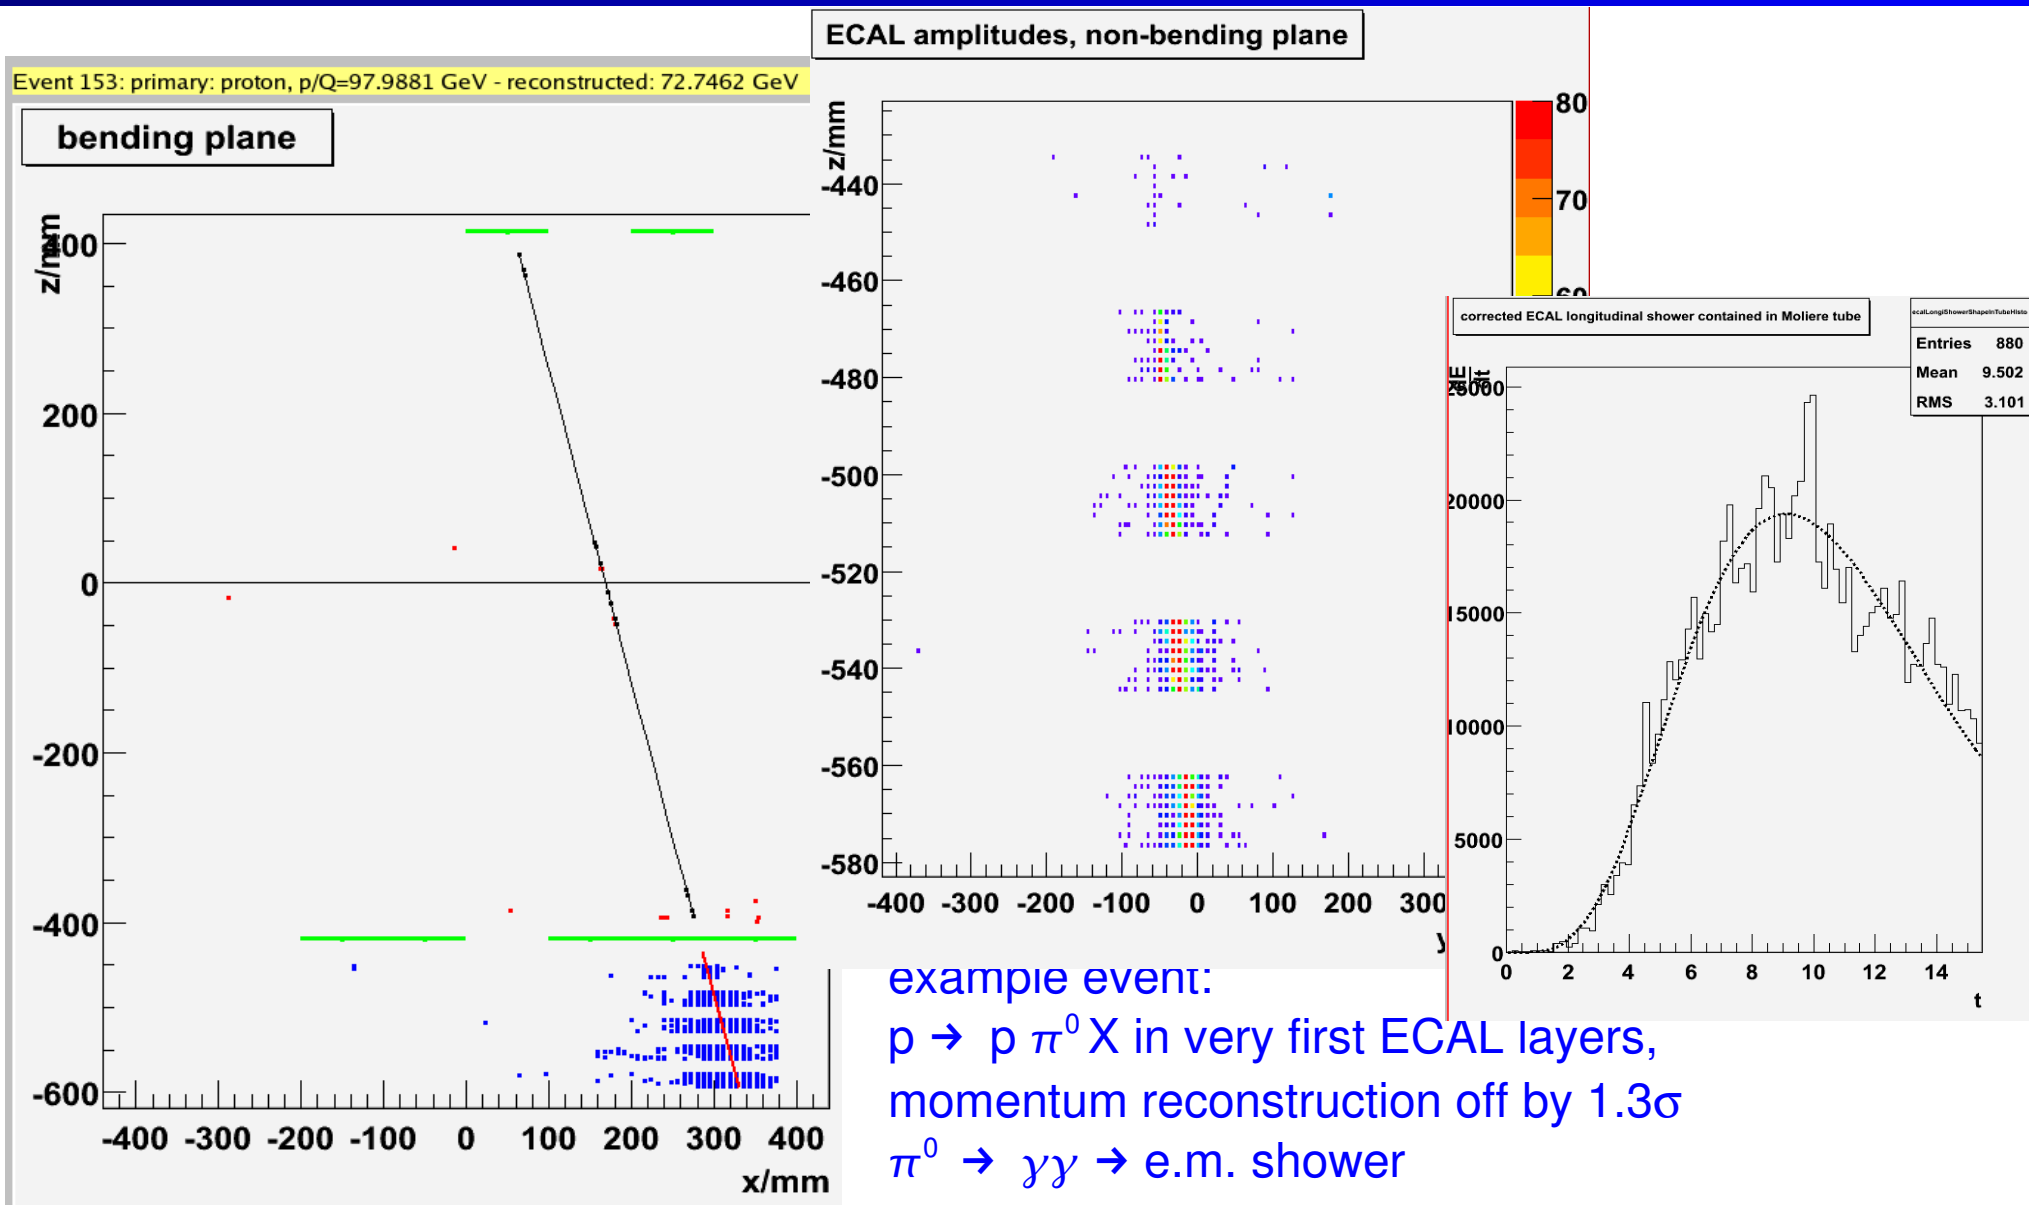 ECAL amplitudes, non-bending plane
Event 153: primary: proton, p/Q=97.9881 GeV - reconstructed: 72.7462 GeV
bending plane
z/mm
400
200
0
-200
-400
-600
-400 -300 -200 -100 0 100 200 300 400
x/mm
z/mm
-440
-460
-480
-500
-520
-540
-560
-580
-400 -300 -200 -100 0 100 200 300
80
70
corrected ECAL longitudinal shower contained in Moliere tube
ecalLongiShowerShapeInTubeHisto
Entries 880
Mean 9.502
RMS 3.101
25000
20000
15000
10000
5000
0
0 2 4 6 8 10 12 14
t
example event:
p → p π⁰ X in very first ECAL layers,
momentum reconstruction off by 1.3σ
π⁰ → γγ → e.m. shower